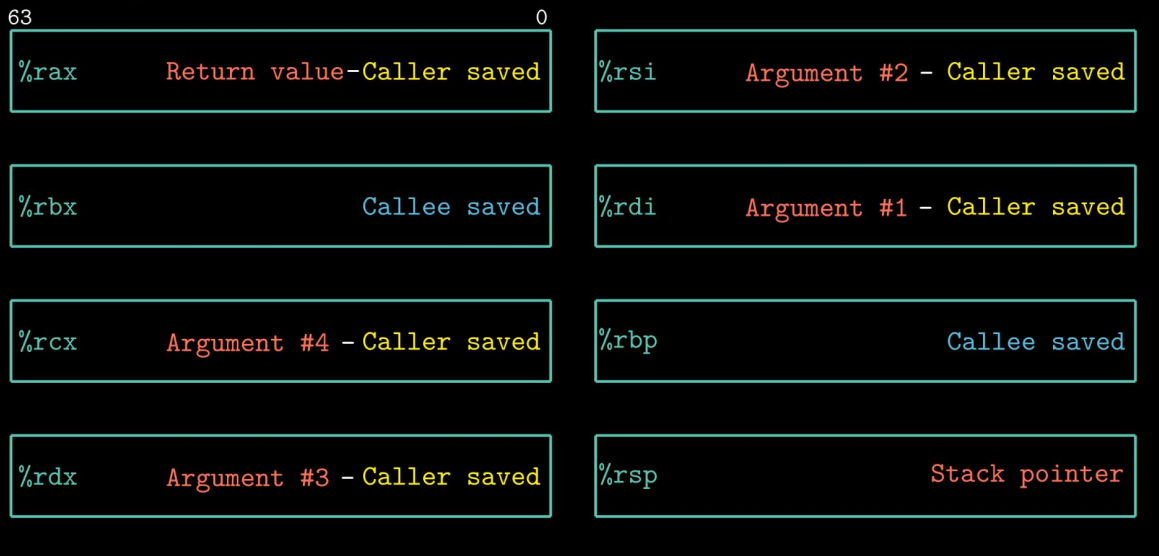 63 0
%rax Return value-Caller saved
%rbx Callee saved
%rcx Argument #4 - Caller saved
%rdx Argument #3 - Caller saved
%rsi Argument #2 - Caller saved
%rdi Argument #1 - Caller saved
%rbp Callee saved
%rsp Stack pointer